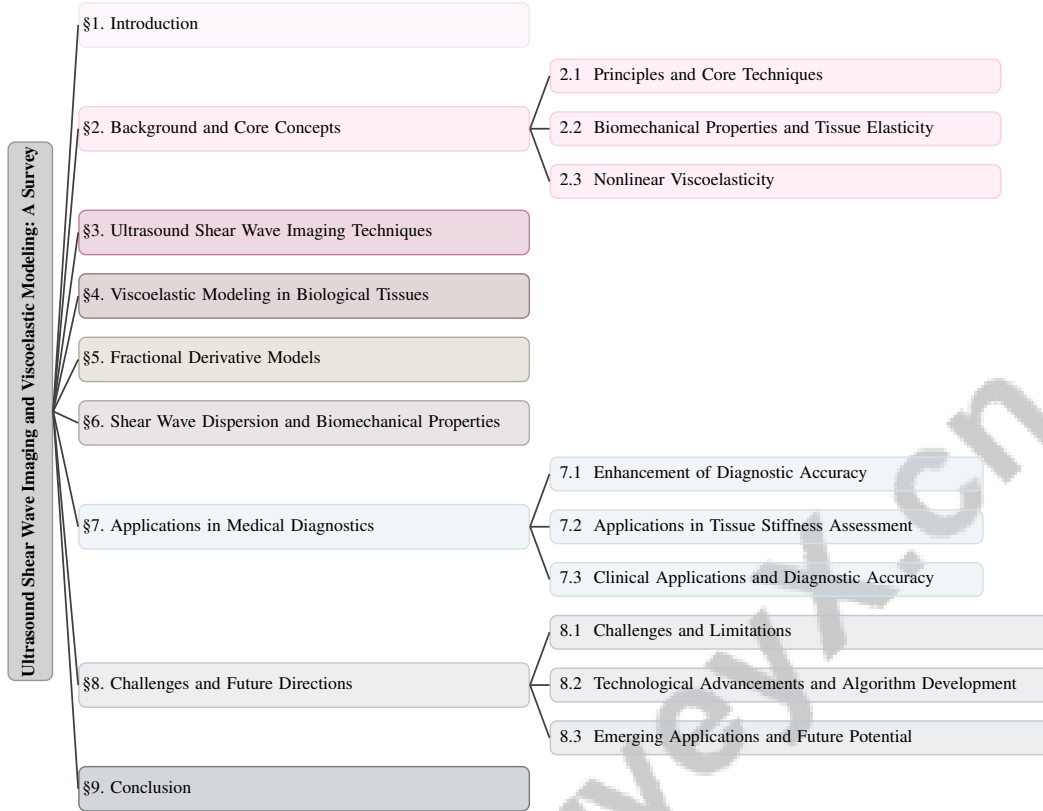 Ultrasound Shear Wave Imaging and Viscoelastic Modeling: A Survey
§1. Introduction
§2. Background and Core Concepts
2.1 Principles and Core Techniques
2.2 Biomechanical Properties and Tissue Elasticity
2.3 Nonlinear Viscoelasticity
§3. Ultrasound Shear Wave Imaging Techniques
§4. Viscoelastic Modeling in Biological Tissues
§5. Fractional Derivative Models
§6. Shear Wave Dispersion and Biomechanical Properties
§7. Applications in Medical Diagnostics
7.1 Enhancement of Diagnostic Accuracy
7.2 Applications in Tissue Stiffness Assessment
7.3 Clinical Applications and Diagnostic Accuracy
§8. Challenges and Future Directions
8.1 Challenges and Limitations
8.2 Technological Advancements and Algorithm Development
8.3 Emerging Applications and Future Potential
§9. Conclusion
rveyx.cn